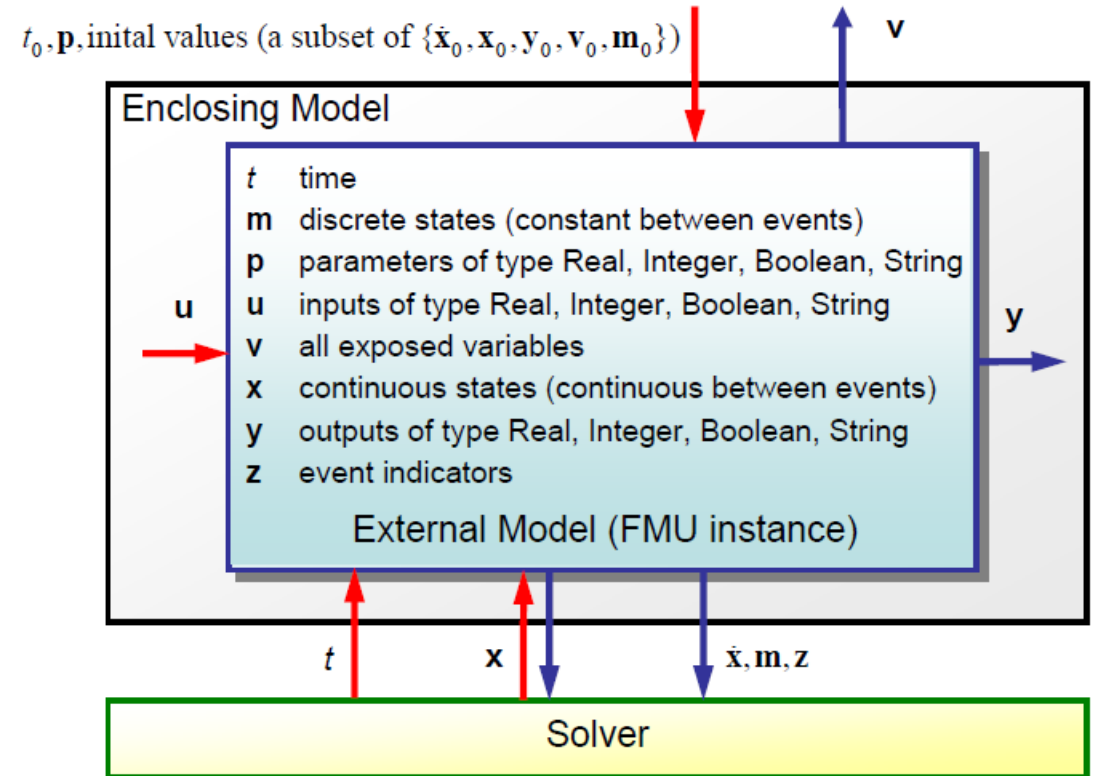 t₀,p,inital values (a subset of {ẋ₀,x₀,y₀,v₀,m₀})
v
Enclosing Model
t time
m discrete states (constant between events)
p parameters of type Real, Integer, Boolean, String
u
u inputs of type Real, Integer, Boolean, String
y
v all exposed variables
x continuous states (continuous between events)
y outputs of type Real, Integer, Boolean, String
z event indicators
External Model (FMU instance)
t
x
ẋ,m,z
Solver